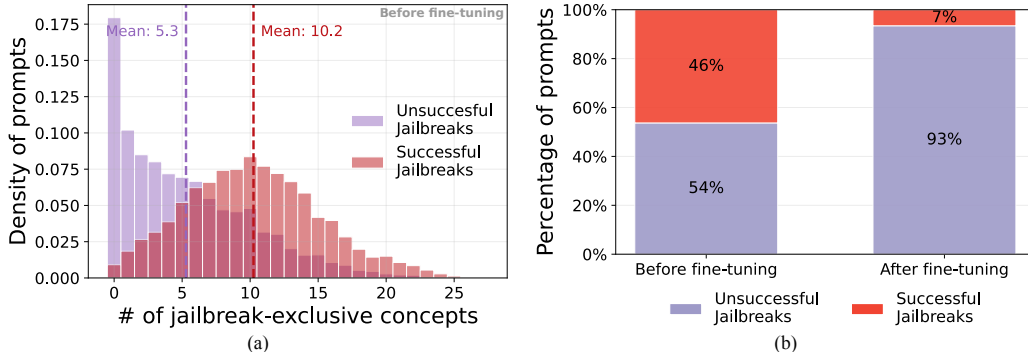 Before fine-tuning
Mean: 5.3
Mean: 10.2
Unsuccesful
Jailbreaks
Successful
Jailbreaks
Density of prompts
0.175
0.150
0.125
0.100
0.075
0.050
0.025
0.000
0
5
10
15
20
25
# of jailbreak-exclusive concepts
(a)
Percentage of prompts
100%
80%
60%
40%
20%
0%
46%
54%
7%
93%
Before fine-tuning
After fine-tuning
Unsuccessful
Jailbreaks
Successful
Jailbreaks
(b)